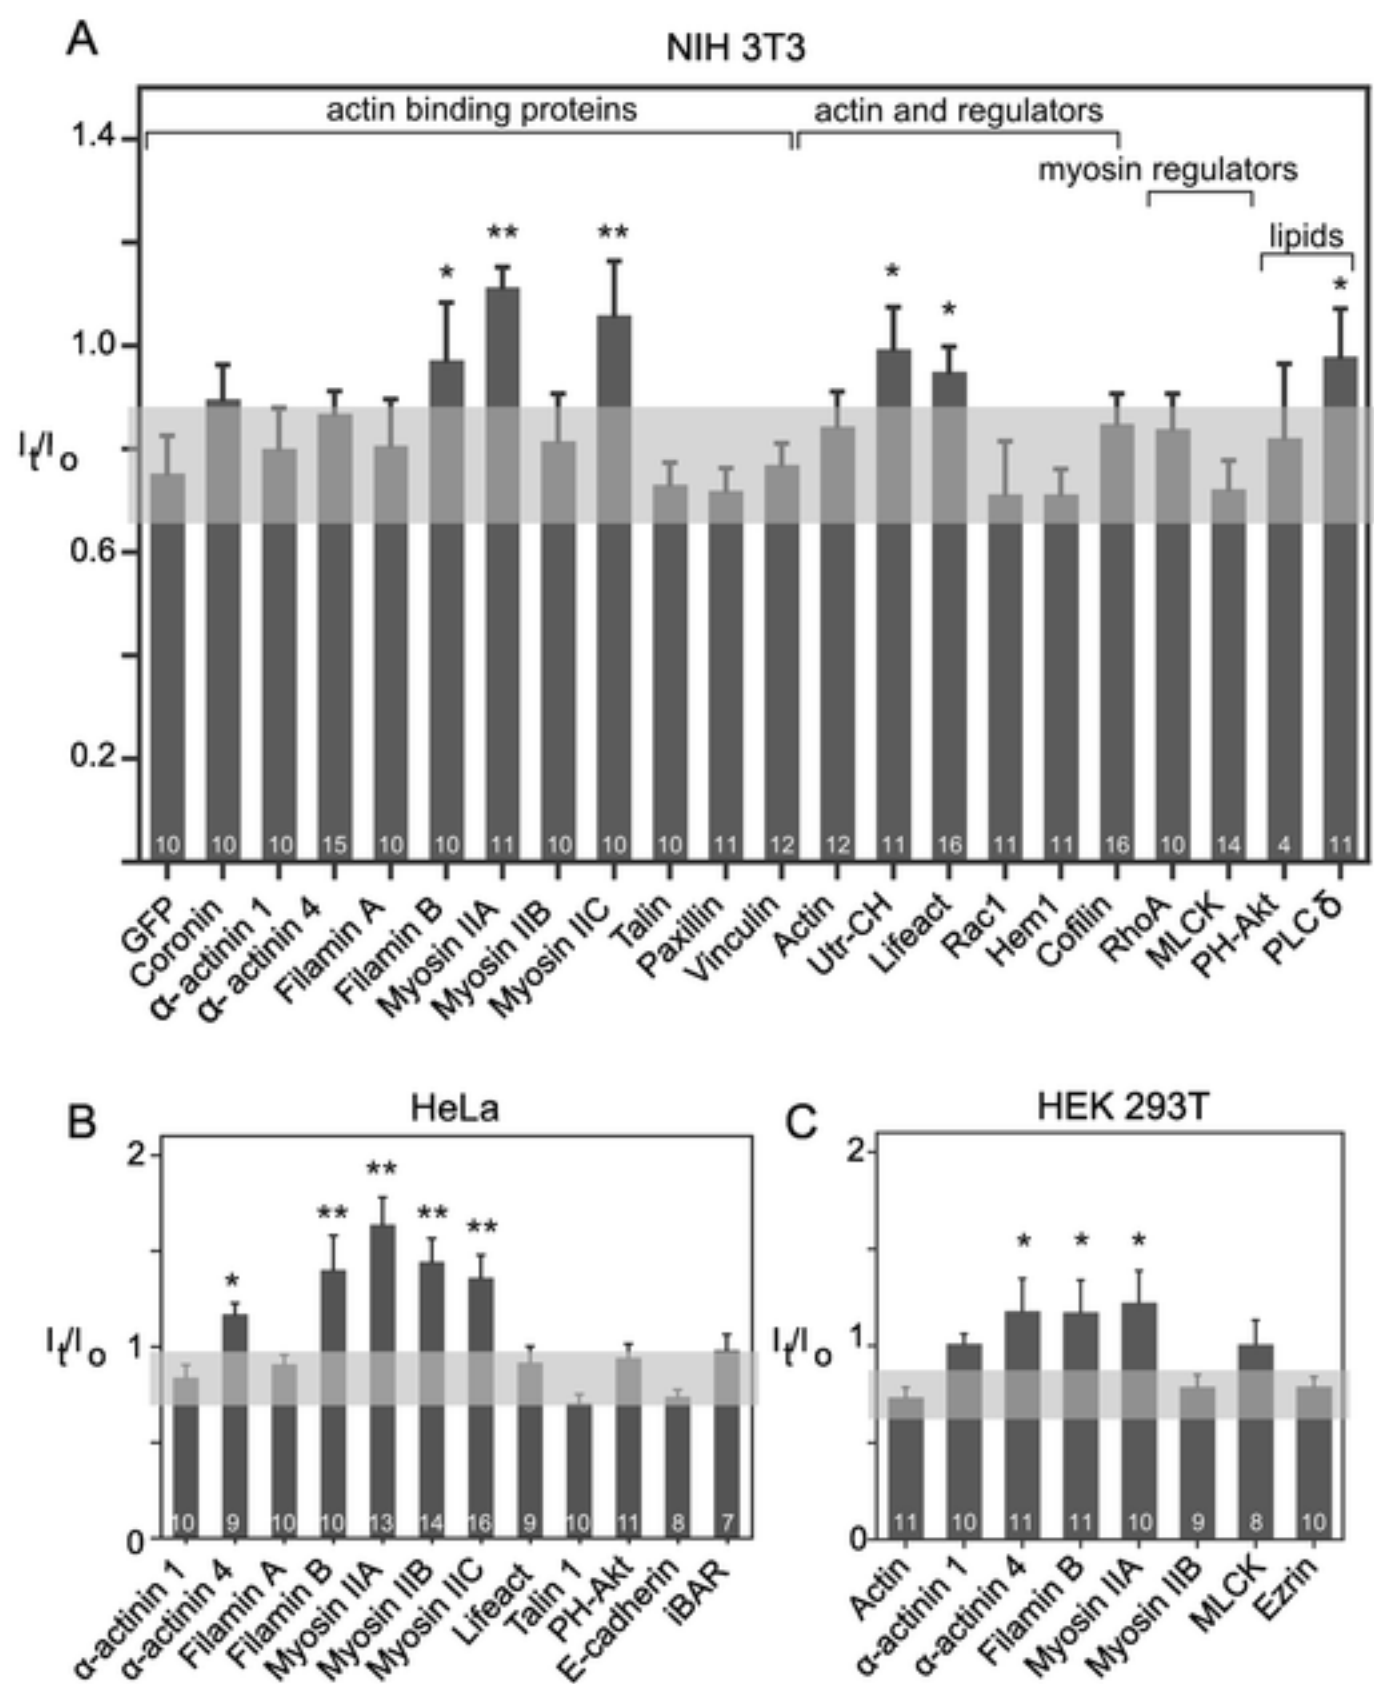 A
NIH 3T3
actin binding proteins
actin and regulators
myosin regulators
lipids
1.4
1.0
0.6
0.2
It/Io
* ** ** * * *
10 10 10 15 10 10 11 10 10 10 11 12 12 11 16 11 11 16 10 14 4 11
GFP
Coronin
α- actinin 1
α- actinin 4
Filamin A
Filamin B
Myosin IIA
Myosin IIB
Myosin IIC
Talin
Paxillin
Vinculin
Actin
Utr-CH
Lifeact
Rac1
Hem1
Cofilin
RhoA
MLCK
PH-Akt
PLC δ
B
HeLa
2
1
0
It/Io
* ** ** ** **
10 9 10 10 13 14 16 9 10 11 8 7
α-actinin 1
α-actinin 4
Filamin A
Filamin B
Myosin IIA
Myosin IIB
Myosin IIC
Lifeact
Talin 1
PH-Akt
E-cadherin
iBAR
C
HEK 293T
2
1
0
It/Io
* * *
11 10 11 11 10 9 8 10
Actin
α-actinin 1
α-actinin 4
Filamin B
Myosin IIA
Myosin IIB
MLCK
Ezrin